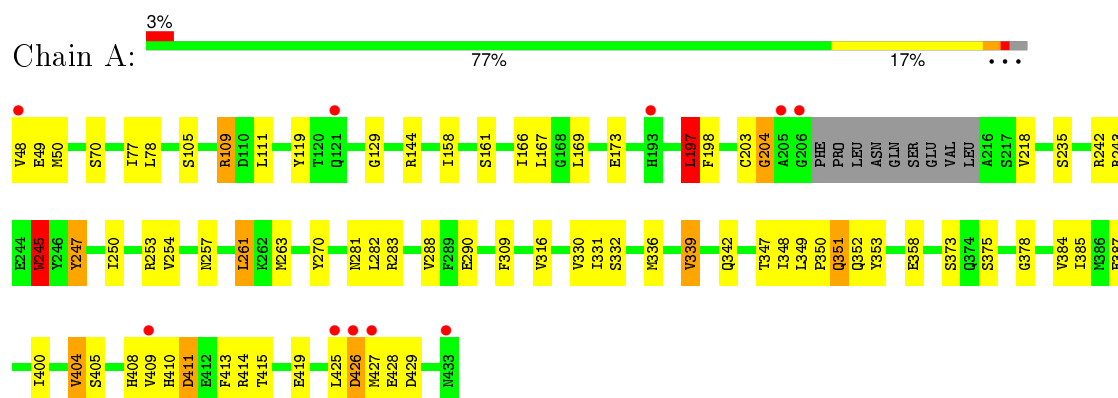 3%
Chain A:
77% 17% • • •
V48 E49 M50 S70 I77 L78 S105 R109 D110 L111 Y119 T120 Q121 G129 R144 I158 S161 I166 L167 G168 L169 E173 H193 L197 F198 C203 G204 A205 G206 PHE PRO LEU ASN GLN SER GLU VAL LEU A216 S217 V218 S235 R242 R243
E244 W245 Y246 Y247 I250 R253 V254 N257 L261 K262 M263 Y270 N281 L282 R283 V288 F289 E290 F309 V316 V330 I331 S332 M336 V339 Q342 T347 I348 L349 P350 Q351 Q352 Y353 E358 S373 Q374 S375 G378 V384 I385 M386 E387
I400 V404 S405 H408 V409 H410 D411 E412 F413 R414 T415 E419 L425 D426 M427 E428 D429 N433